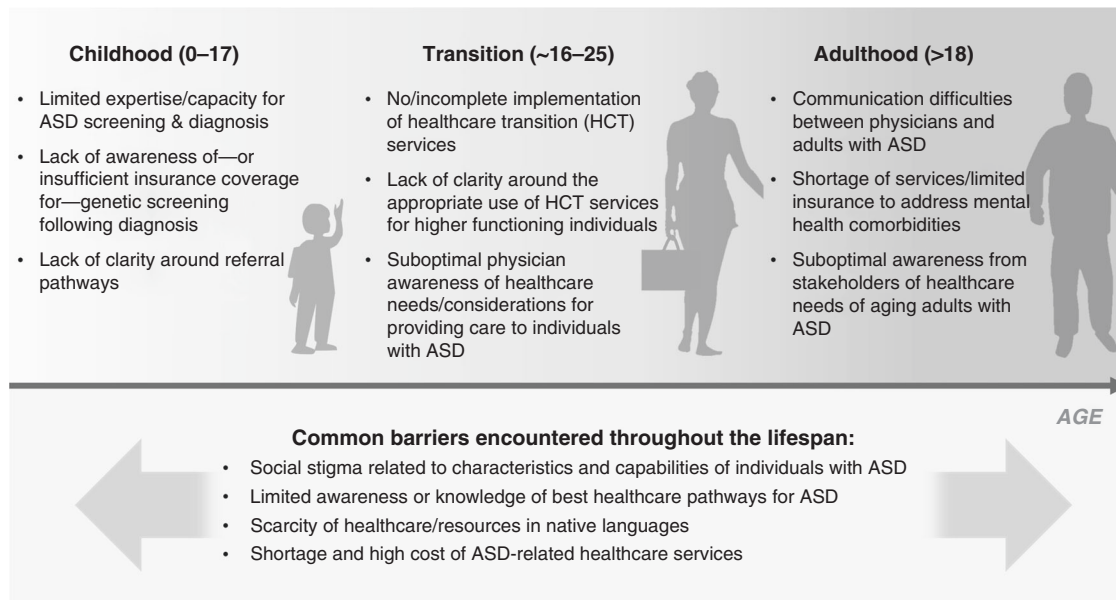 Childhood (0–17)
• Limited expertise/capacity for
ASD screening & diagnosis
• Lack of awareness of—or
insufficient insurance coverage
for—genetic screening
following diagnosis
• Lack of clarity around referral
pathways
Transition (~16–25)
• No/incomplete implementation
of healthcare transition (HCT)
services
• Lack of clarity around the
appropriate use of HCT services
for higher functioning individuals
• Suboptimal physician
awareness of healthcare
needs/considerations for
providing care to individuals
with ASD
Adulthood (>18)
• Communication difficulties
between physicians and
adults with ASD
• Shortage of services/limited
insurance to address mental
health comorbidities
• Suboptimal awareness from
stakeholders of healthcare
needs of aging adults with
ASD
AGE
Common barriers encountered throughout the lifespan:
• Social stigma related to characteristics and capabilities of individuals with ASD
• Limited awareness or knowledge of best healthcare pathways for ASD
• Scarcity of healthcare/resources in native languages
• Shortage and high cost of ASD-related healthcare services